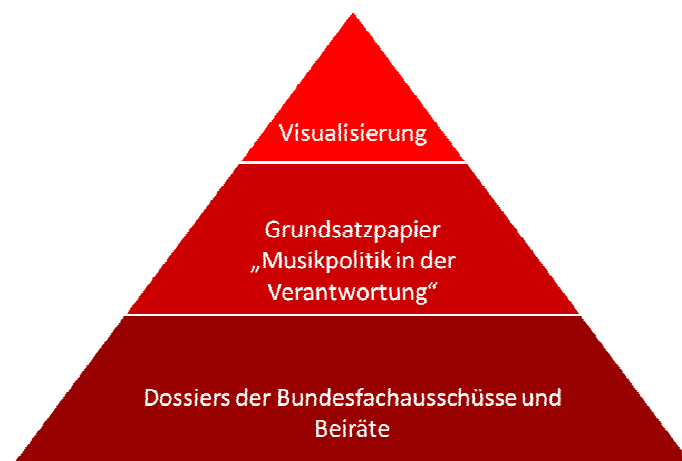 Visualisierung
Grundsatzpapier
„Musikpolitik in der
Verantwortung“
Dossiers der Bundesfachausschüsse und
Beiräte